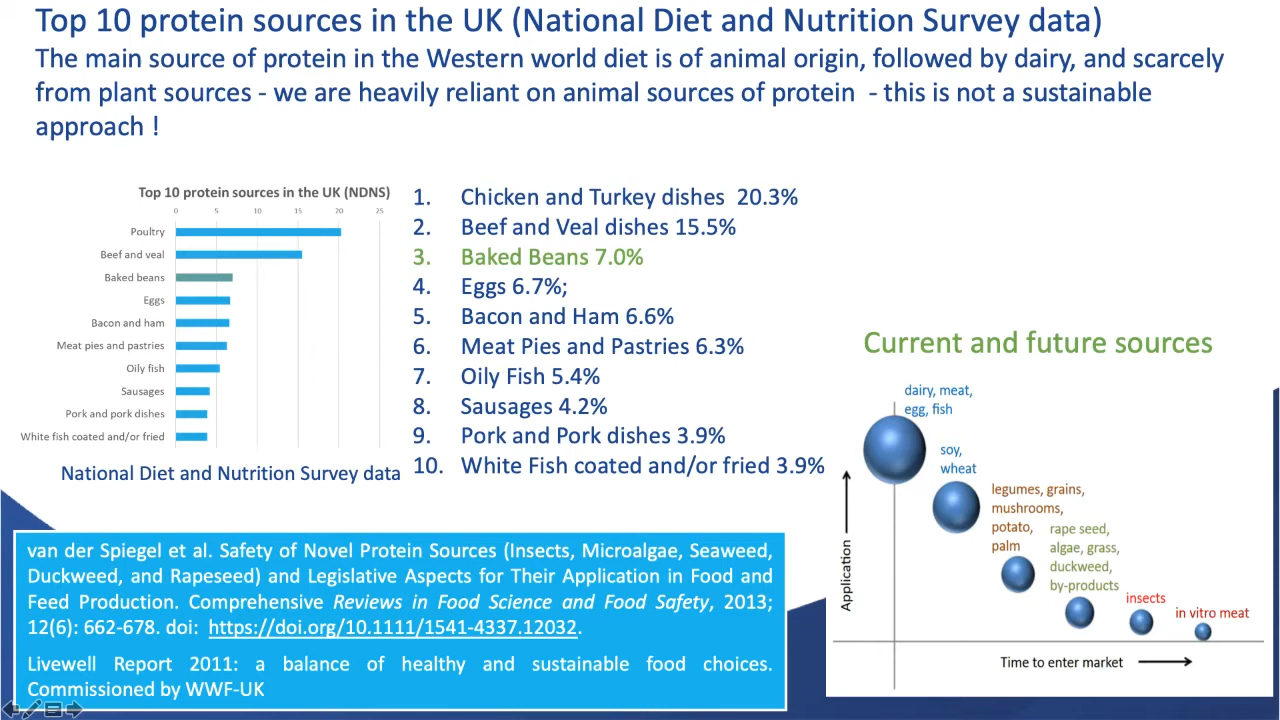 Top 10 protein sources in the UK (National Diet and Nutrition Survey data)
The main source of protein in the Western world diet is of animal origin, followed by dairy, and scarcely
from plant sources - we are heavily reliant on animal sources of protein - this is not a sustainable
approach !
Top 10 protein sources in the UK (NDNS)
0 5 10 15 20 25
Poultry
Beef and veal
Baked beans
Eggs
Bacon and ham
Meat pies and pastries
Oily fish
Sausages
Pork and pork dishes
White fish coated and/or fried
National Diet and Nutrition Survey data
1. Chicken and Turkey dishes 20.3%
2. Beef and Veal dishes 15.5%
3. Baked Beans 7.0%
4. Eggs 6.7%;
5. Bacon and Ham 6.6%
6. Meat Pies and Pastries 6.3%
7. Oily Fish 5.4%
8. Sausages 4.2%
9. Pork and Pork dishes 3.9%
10. White Fish coated and/or fried 3.9%
Current and future sources
dairy, meat,
egg, fish
soy,
wheat
legumes, grains,
mushrooms,
potato,
palm
rape seed,
algae, grass,
duckweed,
by-products
insects
in vitro meat
Application
Time to enter market
van der Spiegel et al. Safety of Novel Protein Sources (Insects, Microalgae, Seaweed,
Duckweed, and Rapeseed) and Legislative Aspects for Their Application in Food and
Feed Production. Comprehensive Reviews in Food Science and Food Safety, 2013;
12(6): 662-678. doi: https://doi.org/10.1111/1541-4337.12032.
Livewell Report 2011: a balance of healthy and sustainable food choices.
Commissioned by WWF-UK